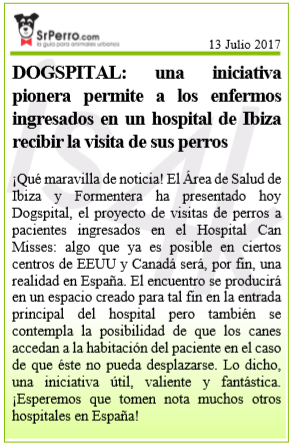 SrPerro.com
la guía para animales urbanos
13 Julio 2017
DOGSPITAL: una iniciativa
pionera permite a los enfermos
ingresados en un hospital de Ibiza
recibir la visita de sus perros
¡Qué maravilla de noticia! El Área de Salud de
Ibiza y Formentera ha presentado hoy
Dogspital, el proyecto de visitas de perros a
pacientes ingresados en el Hospital Can
Misses: algo que ya es posible en ciertos
centros de EEUU y Canadá será, por fin, una
realidad en España. El encuentro se producirá
en un espacio creado para tal fin en la entrada
principal del hospital pero también se
contempla la posibilidad de que los canes
accedan a la habitación del paciente en el caso
de que éste no pueda desplazarse. Lo dicho,
una iniciativa útil, valiente y fantástica.
¡Esperemos que tomen nota muchos otros
hospitales en España!